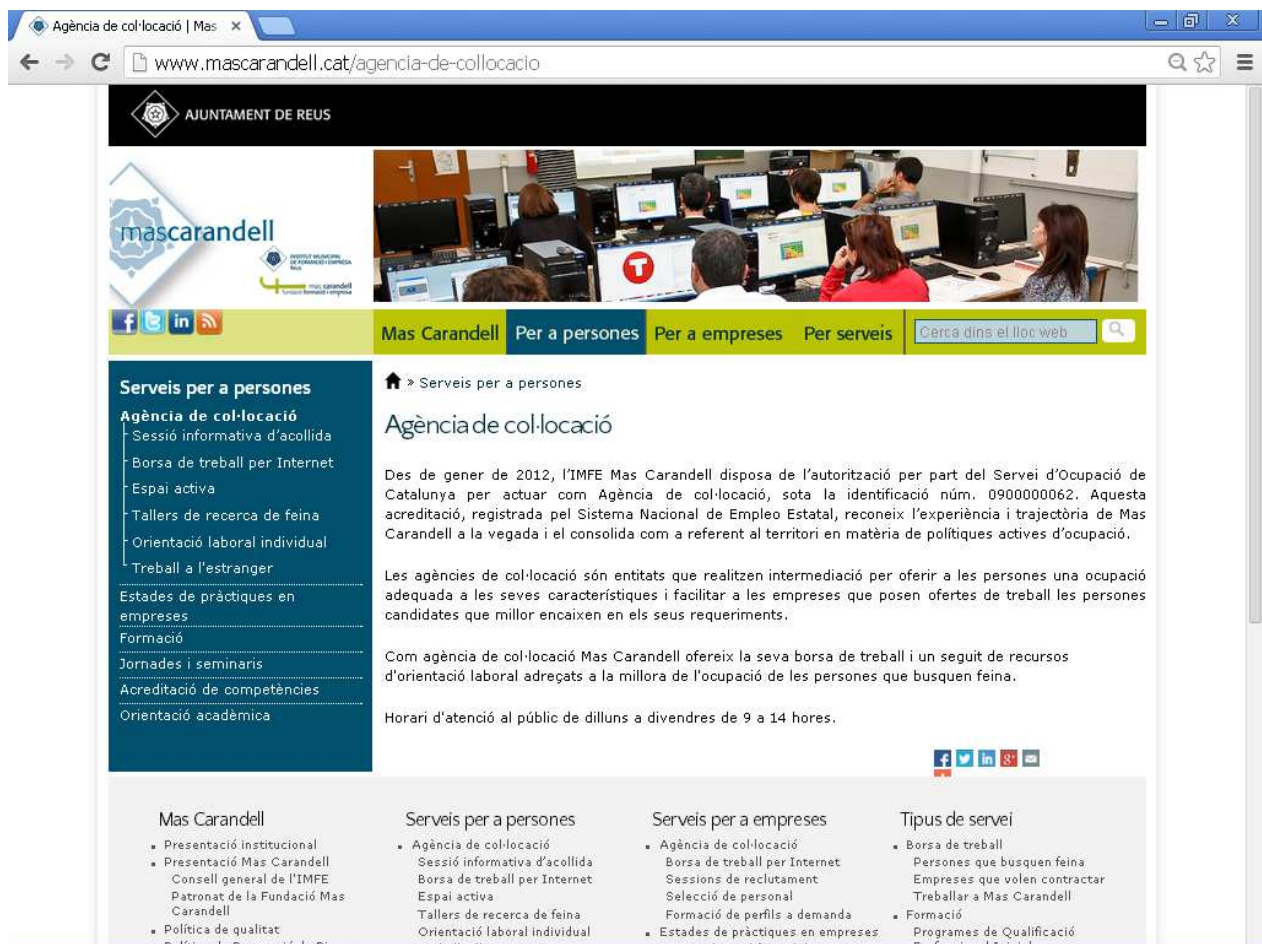 Agència de col·locació | Mas
www.mascarandell.cat/agencia-de-collocacio
AJUNTAMENT DE REUS
mascarandell
INSTITUT MUNICIPAL
DE FORMACIÓ I EMPRESA
REUS
mas carandell
fundació formació i empresa
Mas Carandell Per a persones Per a empreses Per serveis Cerca dins el lloc web
Serveis per a persones
Agència de col·locació
Sessió informativa d'acollida
Borsa de treball per Internet
Espai activa
Tallers de recerca de feina
Orientació laboral individual
Treball a l'estranger
Estades de pràctiques en
empreses
Formació
Jornades i seminaris
Acreditació de competències
Orientació acadèmica
» Serveis per a persones
Agència de col·locació
Des de gener de 2012, l'IMFE Mas Carandell disposa de l'autorització per part del Servei d'Ocupació de
Catalunya per actuar com Agència de col·locació, sota la identificació núm. 0900000062. Aquesta
acreditació, registrada pel Sistema Nacional de Empleo Estatal, reconeix l'experiència i trajectòria de Mas
Carandell a la vegada i el consolida com a referent al territori en matèria de polítiques actives d'ocupació.
Les agències de col·locació són entitats que realitzen intermediació per oferir a les persones una ocupació
adequada a les seves característiques i facilitar a les empreses que posen ofertes de treball les persones
candidates que millor encaixen en els seus requeriments.
Com agència de col·locació Mas Carandell ofereix la seva borsa de treball i un seguit de recursos
d'orientació laboral adreçats a la millora de l'ocupació de les persones que busquen feina.
Horari d'atenció al públic de dilluns a divendres de 9 a 14 hores.
Mas Carandell
Presentació institucional
Presentació Mas Carandell
Consell general de l'IMFE
Patronat de la Fundació Mas
Carandell
Política de qualitat
Serveis per a persones
Agència de col·locació
Sessió informativa d'acollida
Borsa de treball per Internet
Espai activa
Tallers de recerca de feina
Orientació laboral individual
Serveis per a empreses
Agència de col·locació
Borsa de treball per Internet
Sessions de reclutament
Selecció de personal
Formació de perfils a demanda
Estades de pràctiques en empreses
Tipus de servei
Borsa de treball
Persones que busquen feina
Empreses que volen contractar
Treballar a Mas Carandell
Formació
Programes de Qualificació